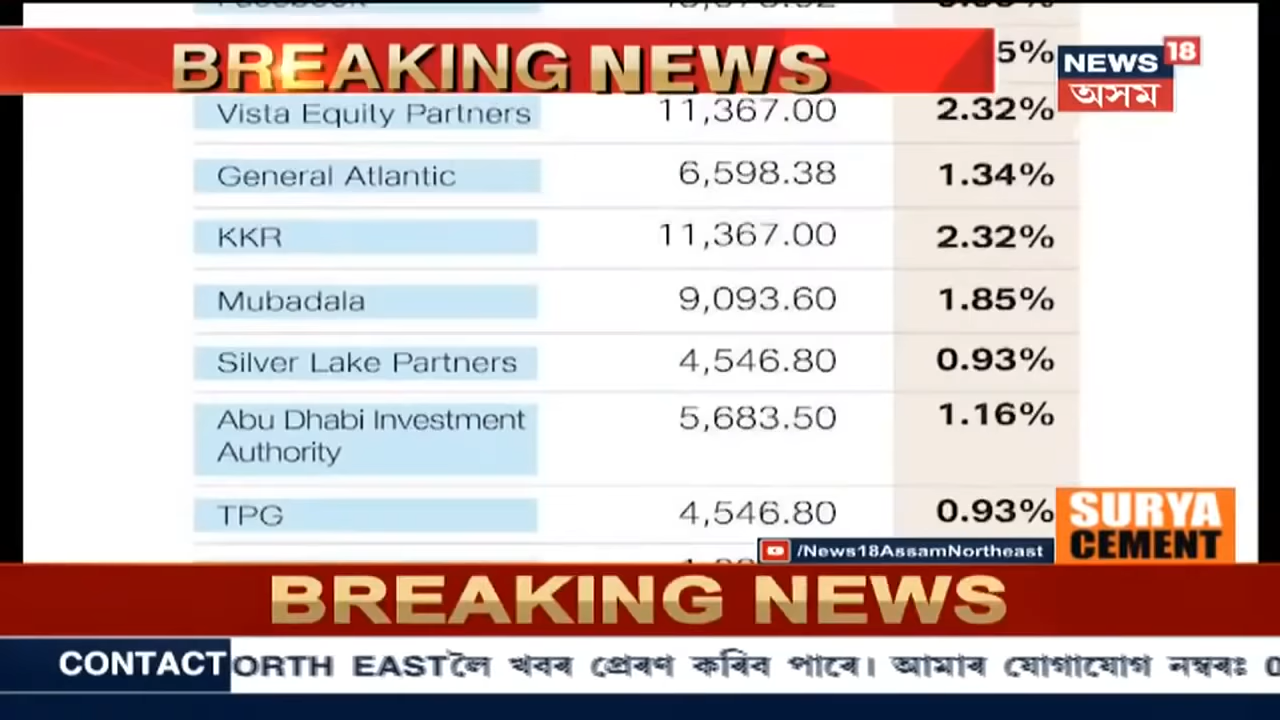 BREAKING NEWS
5%
NEWS 18
অসম
Vista Equity Partners 11,367.00 2.32%
General Atlantic 6,598.38 1.34%
KKR 11,367.00 2.32%
Mubadala 9,093.60 1.85%
Silver Lake Partners 4,546.80 0.93%
Abu Dhabi Investment 5,683.50 1.16%
Authority
TPG 4,546.80 0.93%
SURYA
CEMENT
/News18AssamNortheast
BREAKING NEWS
CONTACT ORTH EASTলৈ খবৰ প্ৰেৰণ কৰিব পাৰে। আমাৰ যোগাযোগ নম্বৰঃ 0